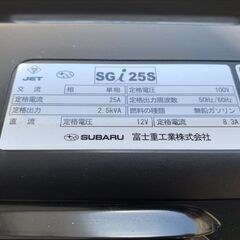 JET SUBARU SGi25S
交流 相 単相 定格電圧 100V
定格電流 25A 定格出力周波数 50Hz/60Hz
定格出力 2.5kVA 燃料の種類 無鉛ガソリン
直流 定格電圧 12V 定格電流 8.3A
SUBARU 富士重工業株式会社